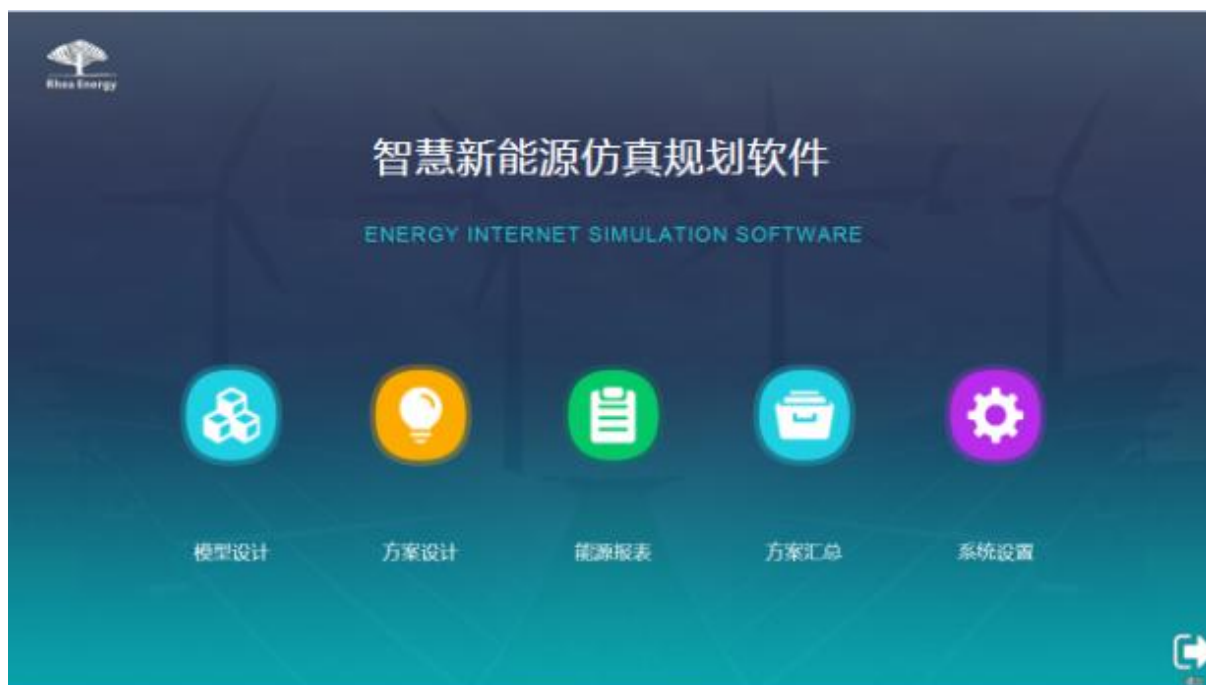 Rhea Energy
智慧新能源仿真规划软件
ENERGY INTERNET SIMULATION SOFTWARE
模型设计
方案设计
能源报表
方案汇总
系统设置